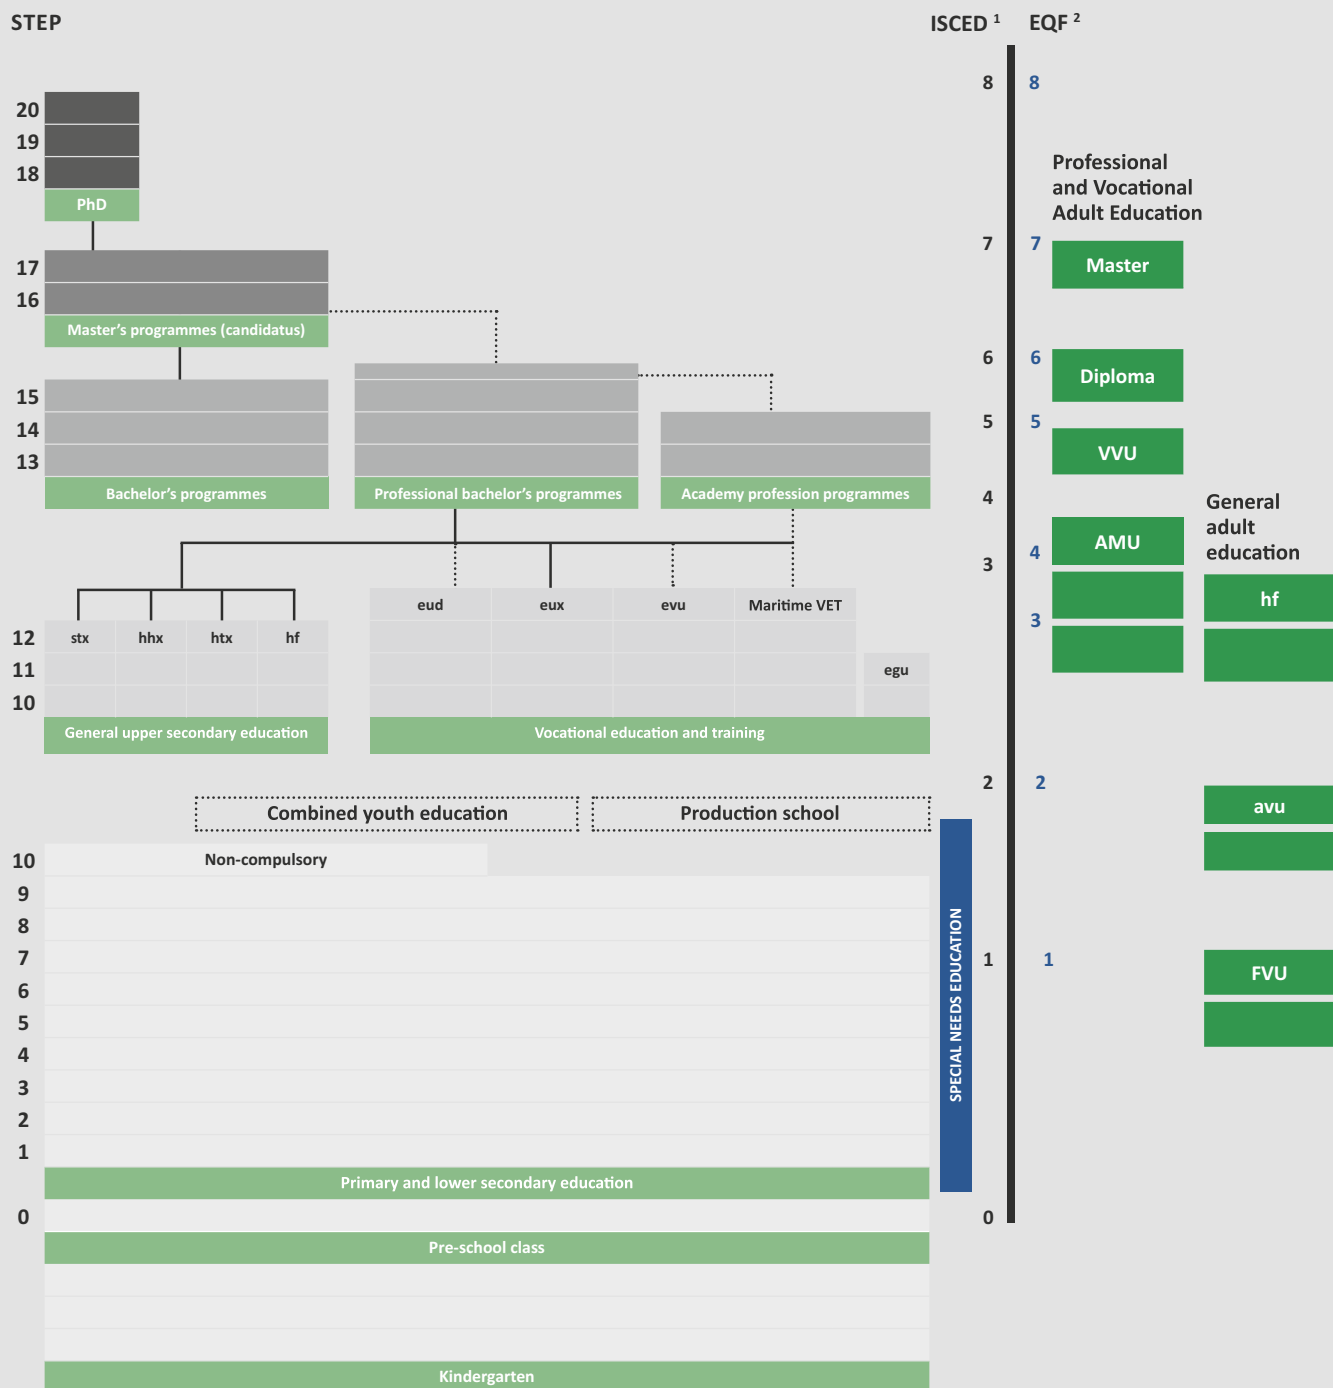 STEP
ISCED 1
EQF 2
8
8
20
19
18
PhD
Professional
and Vocational
Adult Education
7
7
17
16
Master
Master's programmes (candidatus)
6
6
Diploma
15
14
13
5
5
VVU
Bachelor's programmes
Professional bachelor's programmes
Academy profession programmes
4
General
adult
education
AMU
4
3
hf
eud
eux
evu
Maritime VET
3
12
stx
hhx
htx
hf
11
egu
10
General upper secondary education
Vocational education and training
2
2
Combined youth education
Production school
avu
10
Non-compulsory
9
8
7
6
5
4
3
2
1
SPECIAL NEEDS EDUCATION
1
1
FVU
Primary and lower secondary education
0
0
Pre-school class
Kindergarten